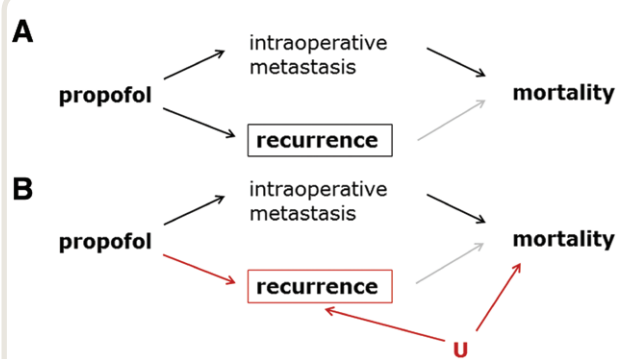 A
intraoperative
metastasis
propofol
mortality
recurrence
B
intraoperative
metastasis
propofol
mortality
recurrence
U